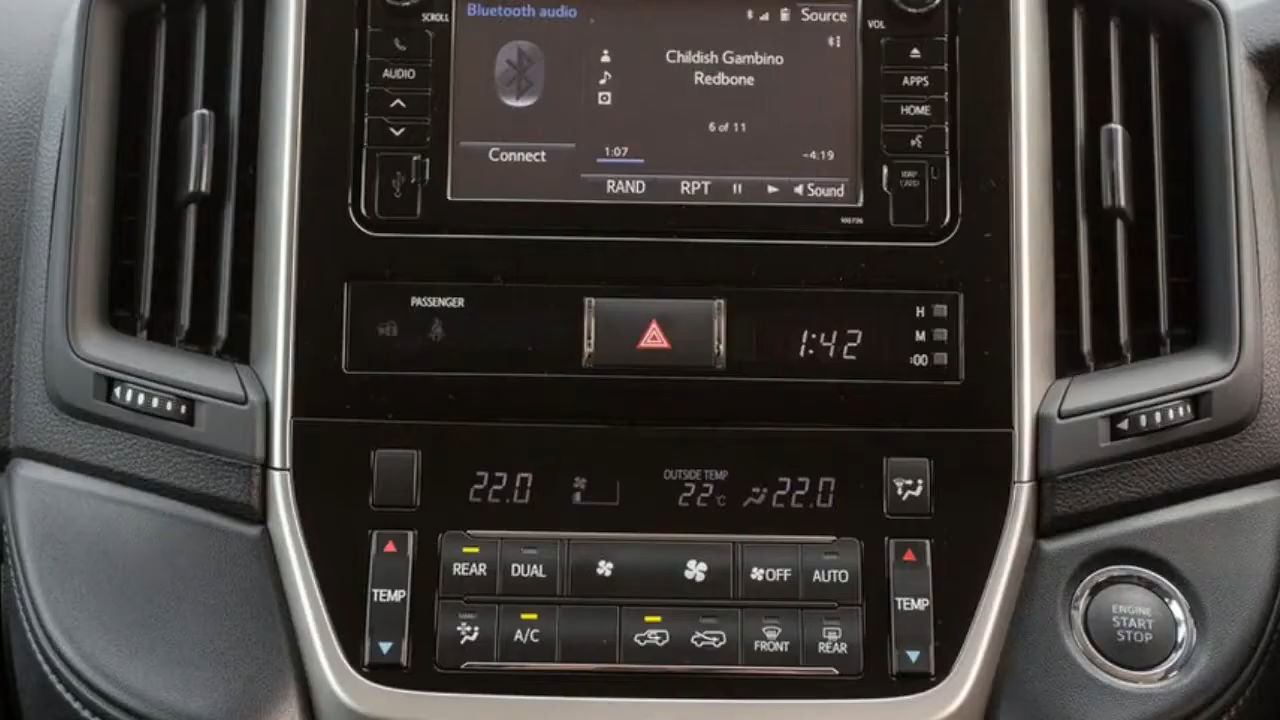 Bluetooth audio
Source
SCROLL
VOL
AUDIO
Childish Gambino
Redbone
APPS
HOME
6 of 11
Connect
1:07
-4:19
RAND
RPT
Sound
MAP
CARD
PASSENGER
1:42
H
M
:00
22.0
OUTSIDE TEMP
22°C
22.0
REAR
DUAL
OFF
AUTO
TEMP
TEMP
A/C
FRONT
REAR
ENGINE
START
STOP